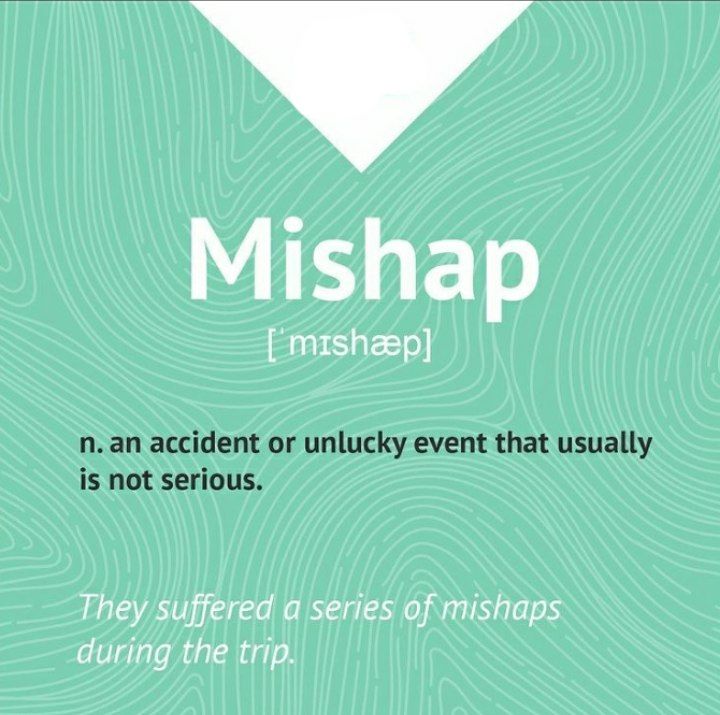 Mishap
[ˈmɪshæp]
n. an accident or unlucky event that usually
is not serious.
They suffered a series of mishaps
during the trip.